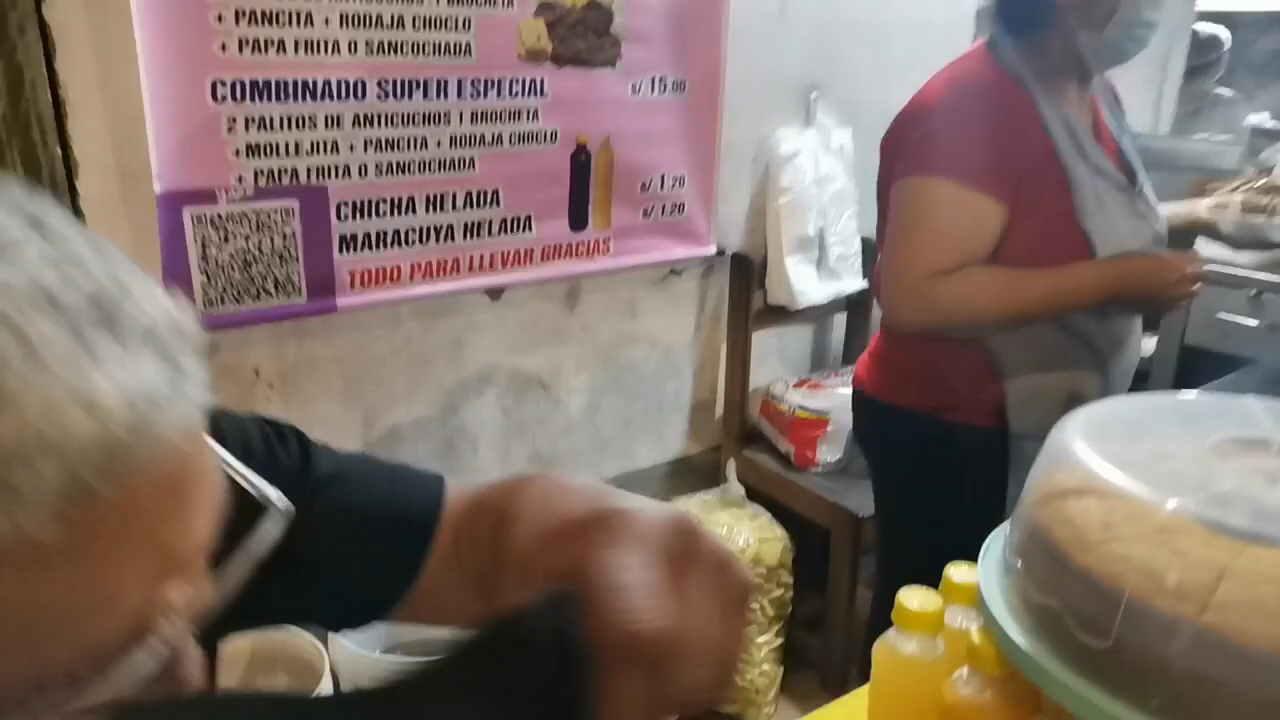 + PANCITA + RODAJA CHOCLO
+ PAPA FRITA O SANCOCHADA
COMBINADO SUPER ESPECIAL s/ 15.00
2 PALITOS DE ANTICUCHOS 1 BROCHETA
+MOLLEJITA + PANCITA + RODAJA CHOCLO
+ PAPA FRITA O SANCOCHADA
CHICHA HELADA s/ 1.20
MARACUYA HELADA s/ 1.20
TODO PARA LLEVAR GRACIAS